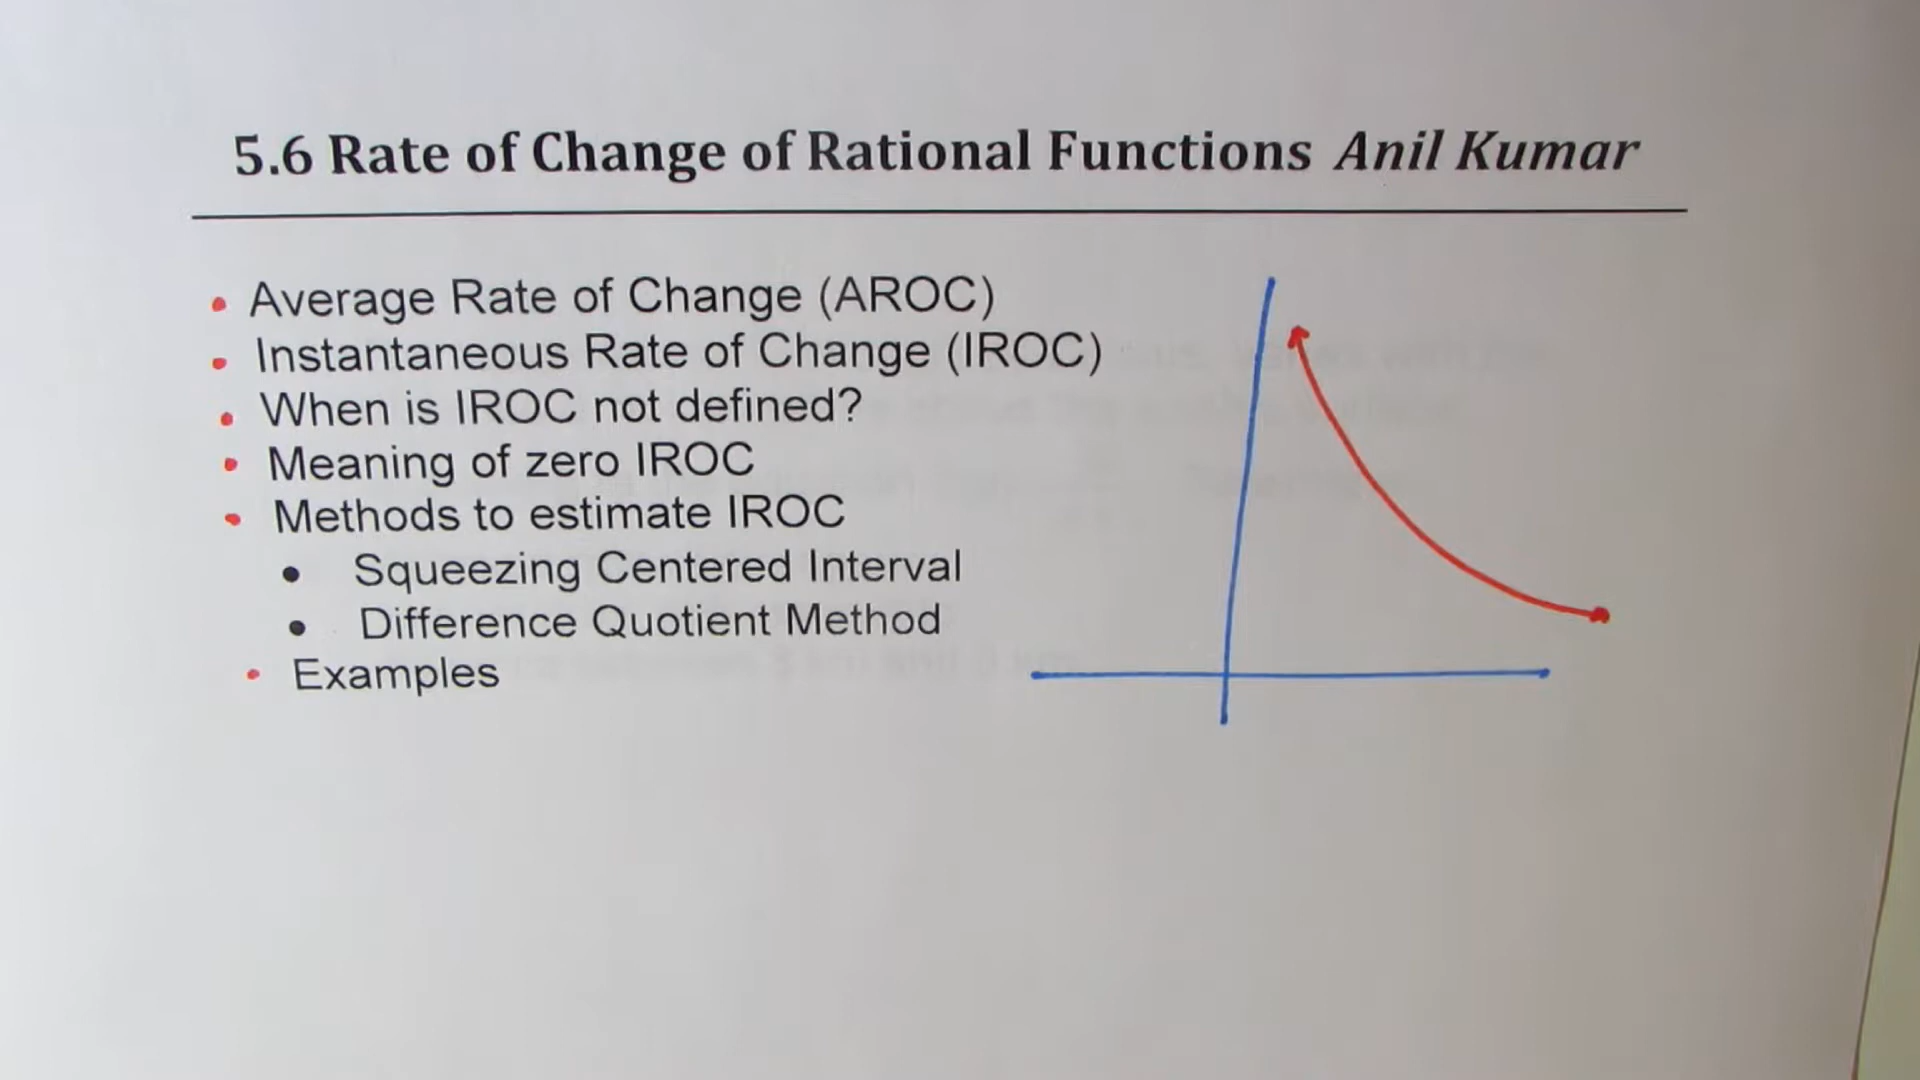 5.6 Rate of Change of Rational Functions Anil Kumar
• Average Rate of Change (AROC)
• Instantaneous Rate of Change (IROC)
• When is IROC not defined?
• Meaning of zero IROC
• Methods to estimate IROC
• Squeezing Centered Interval
• Difference Quotient Method
• Examples